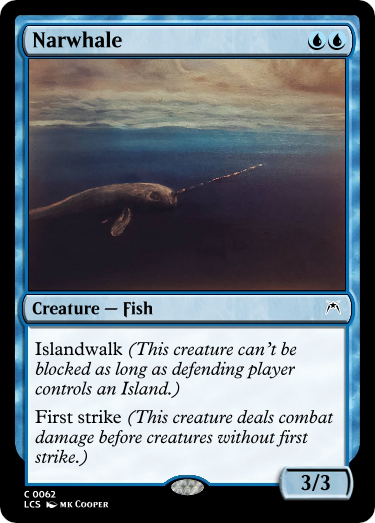 Narwhale
Creature — Fish
Islandwalk (This creature can't be
blocked as long as defending player
controls an Island.)
First strike (This creature deals combat
damage before creatures without first
strike.)
3/3
C 0062
LCS MK COOPER